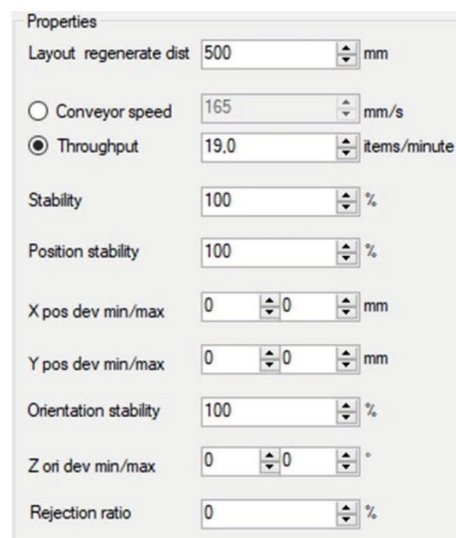 Properties
Layout regenerate dist 500 mm
Conveyor speed 165 mm/s
Throughput 19,0 items/minute
Stability 100 %
Position stability 100 %
X pos dev min/max 0 0 mm
Y pos dev min/max 0 0 mm
Orientation stability 100 %
Z ori dev min/max 0 0 °
Rejection ratio 0 %